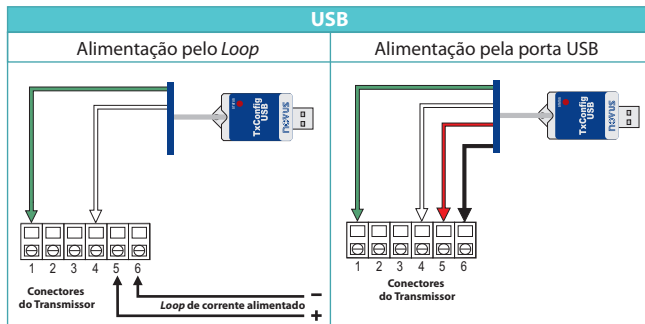 USB
Alimentação pelo Loop
Alimentação pela porta USB
TxConfig
USB
NOVUS
1 2 3 4 5 6
Conectores
do Transmissor
Loop de corrente alimentado
−
+
TxConfig
USB
NOVUS
1 2 3 4 5 6
Conectores
do Transmissor